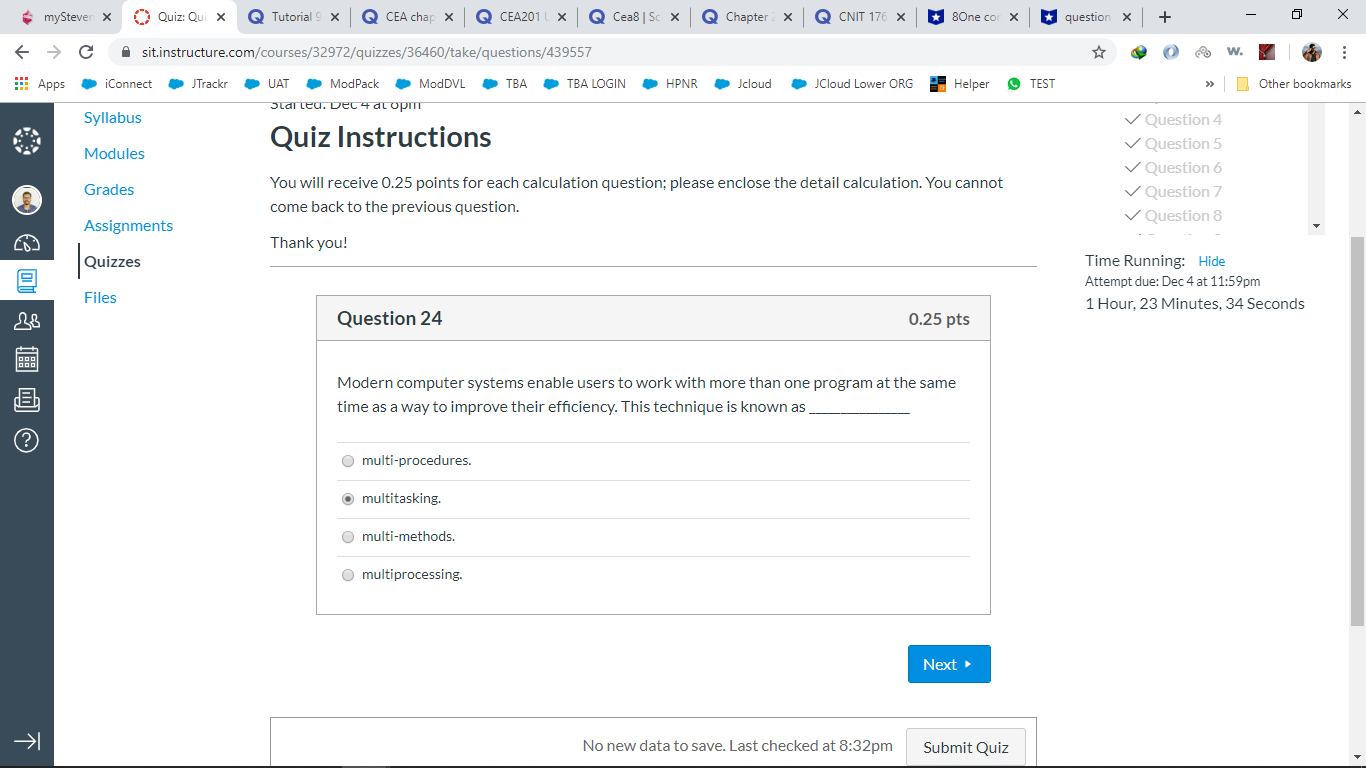 mySteven
Quiz: Qui
Tutorial 9
CEA chap
CEA201
Cea8 | Sc
Chapter 2
CNIT 176
8One cor
question
sit.instructure.com/courses/32972/quizzes/36460/take/questions/439557
Apps iConnect JTrackr UAT ModPack ModDVL TBA TBA LOGIN HPNR Jcloud JCloud Lower ORG Helper TEST » Other bookmarks
Syllabus
Modules
Grades
Assignments
Quizzes
Files
Started: Dec 4 at 6pm
Quiz Instructions
You will receive 0.25 points for each calculation question; please enclose the detail calculation. You cannot
come back to the previous question.
Thank you!
Question 24 0.25 pts
Modern computer systems enable users to work with more than one program at the same
time as a way to improve their efficiency. This technique is known as ________________
multi-procedures.
multitasking.
multi-methods.
multiprocessing.
Next
No new data to save. Last checked at 8:32pm Submit Quiz
Question 4
Question 5
Question 6
Question 7
Question 8
Time Running: Hide
Attempt due: Dec 4 at 11:59pm
1 Hour, 23 Minutes, 34 Seconds